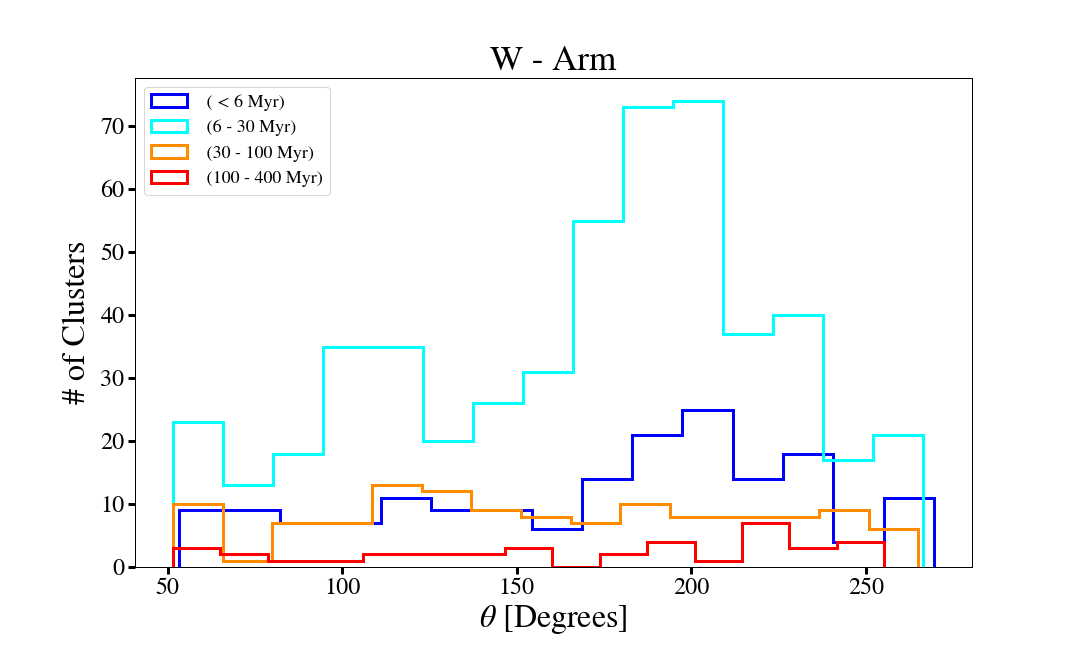 W - Arm
( < 6 Myr)
(6 - 30 Myr)
(30 - 100 Myr)
(100 - 400 Myr)
# of Clusters
70
60
50
40
30
20
10
0
50 100 150 200 250
θ [Degrees]